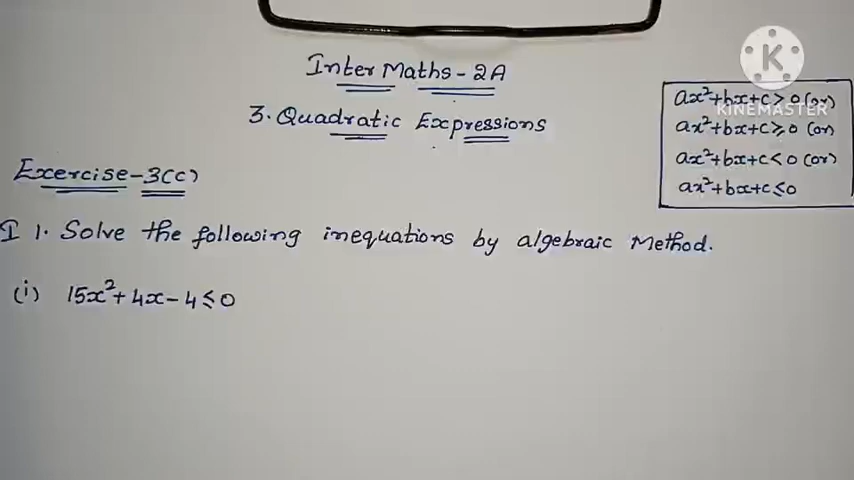 Inter Maths - 2A
3. Quadratic Expressions
K
KINEMASTER
ax²+bx+c > 0 (or)
ax²+bx+c ≥ 0 (or)
ax²+bx+c < 0 (or)
ax²+bx+c ≤ 0
Exercise-3(c)
I 1. Solve the following inequations by algebraic Method.
(i) 15x²+4x-4 ≤ 0